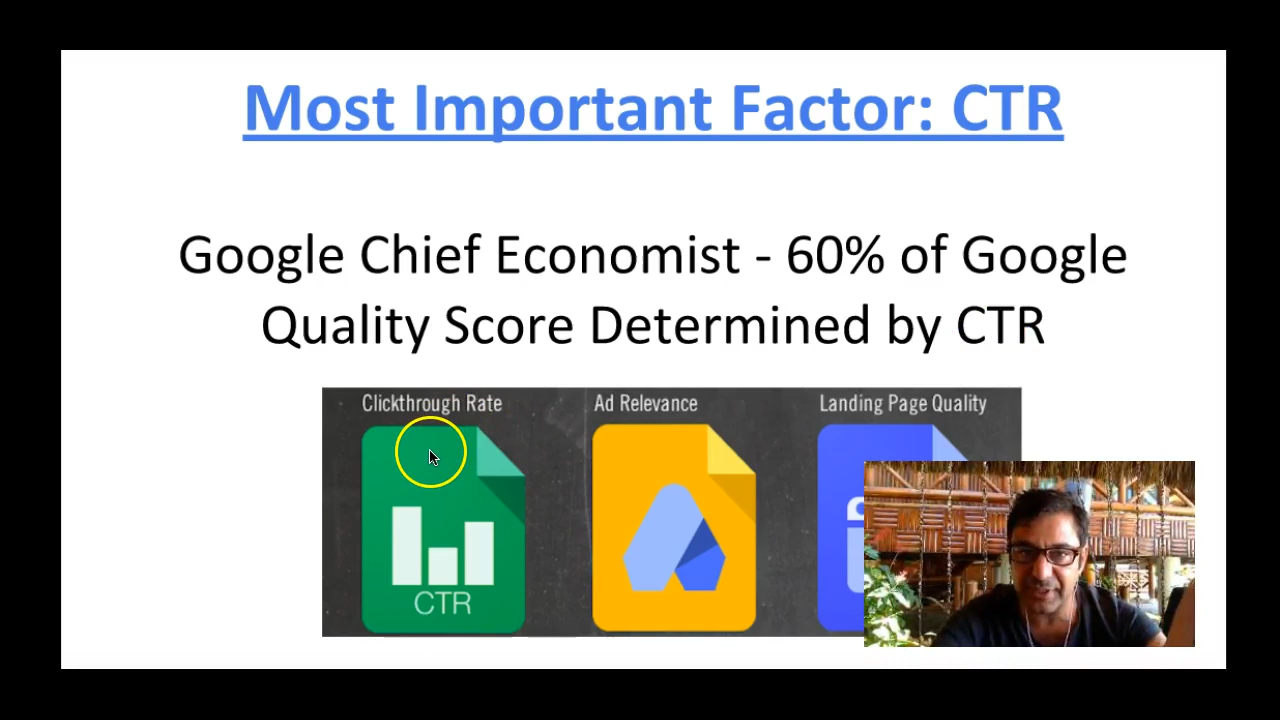 Most Important Factor: CTR
Google Chief Economist - 60% of Google
Quality Score Determined by CTR
Clickthrough Rate
Ad Relevance
Landing Page Quality
CTR